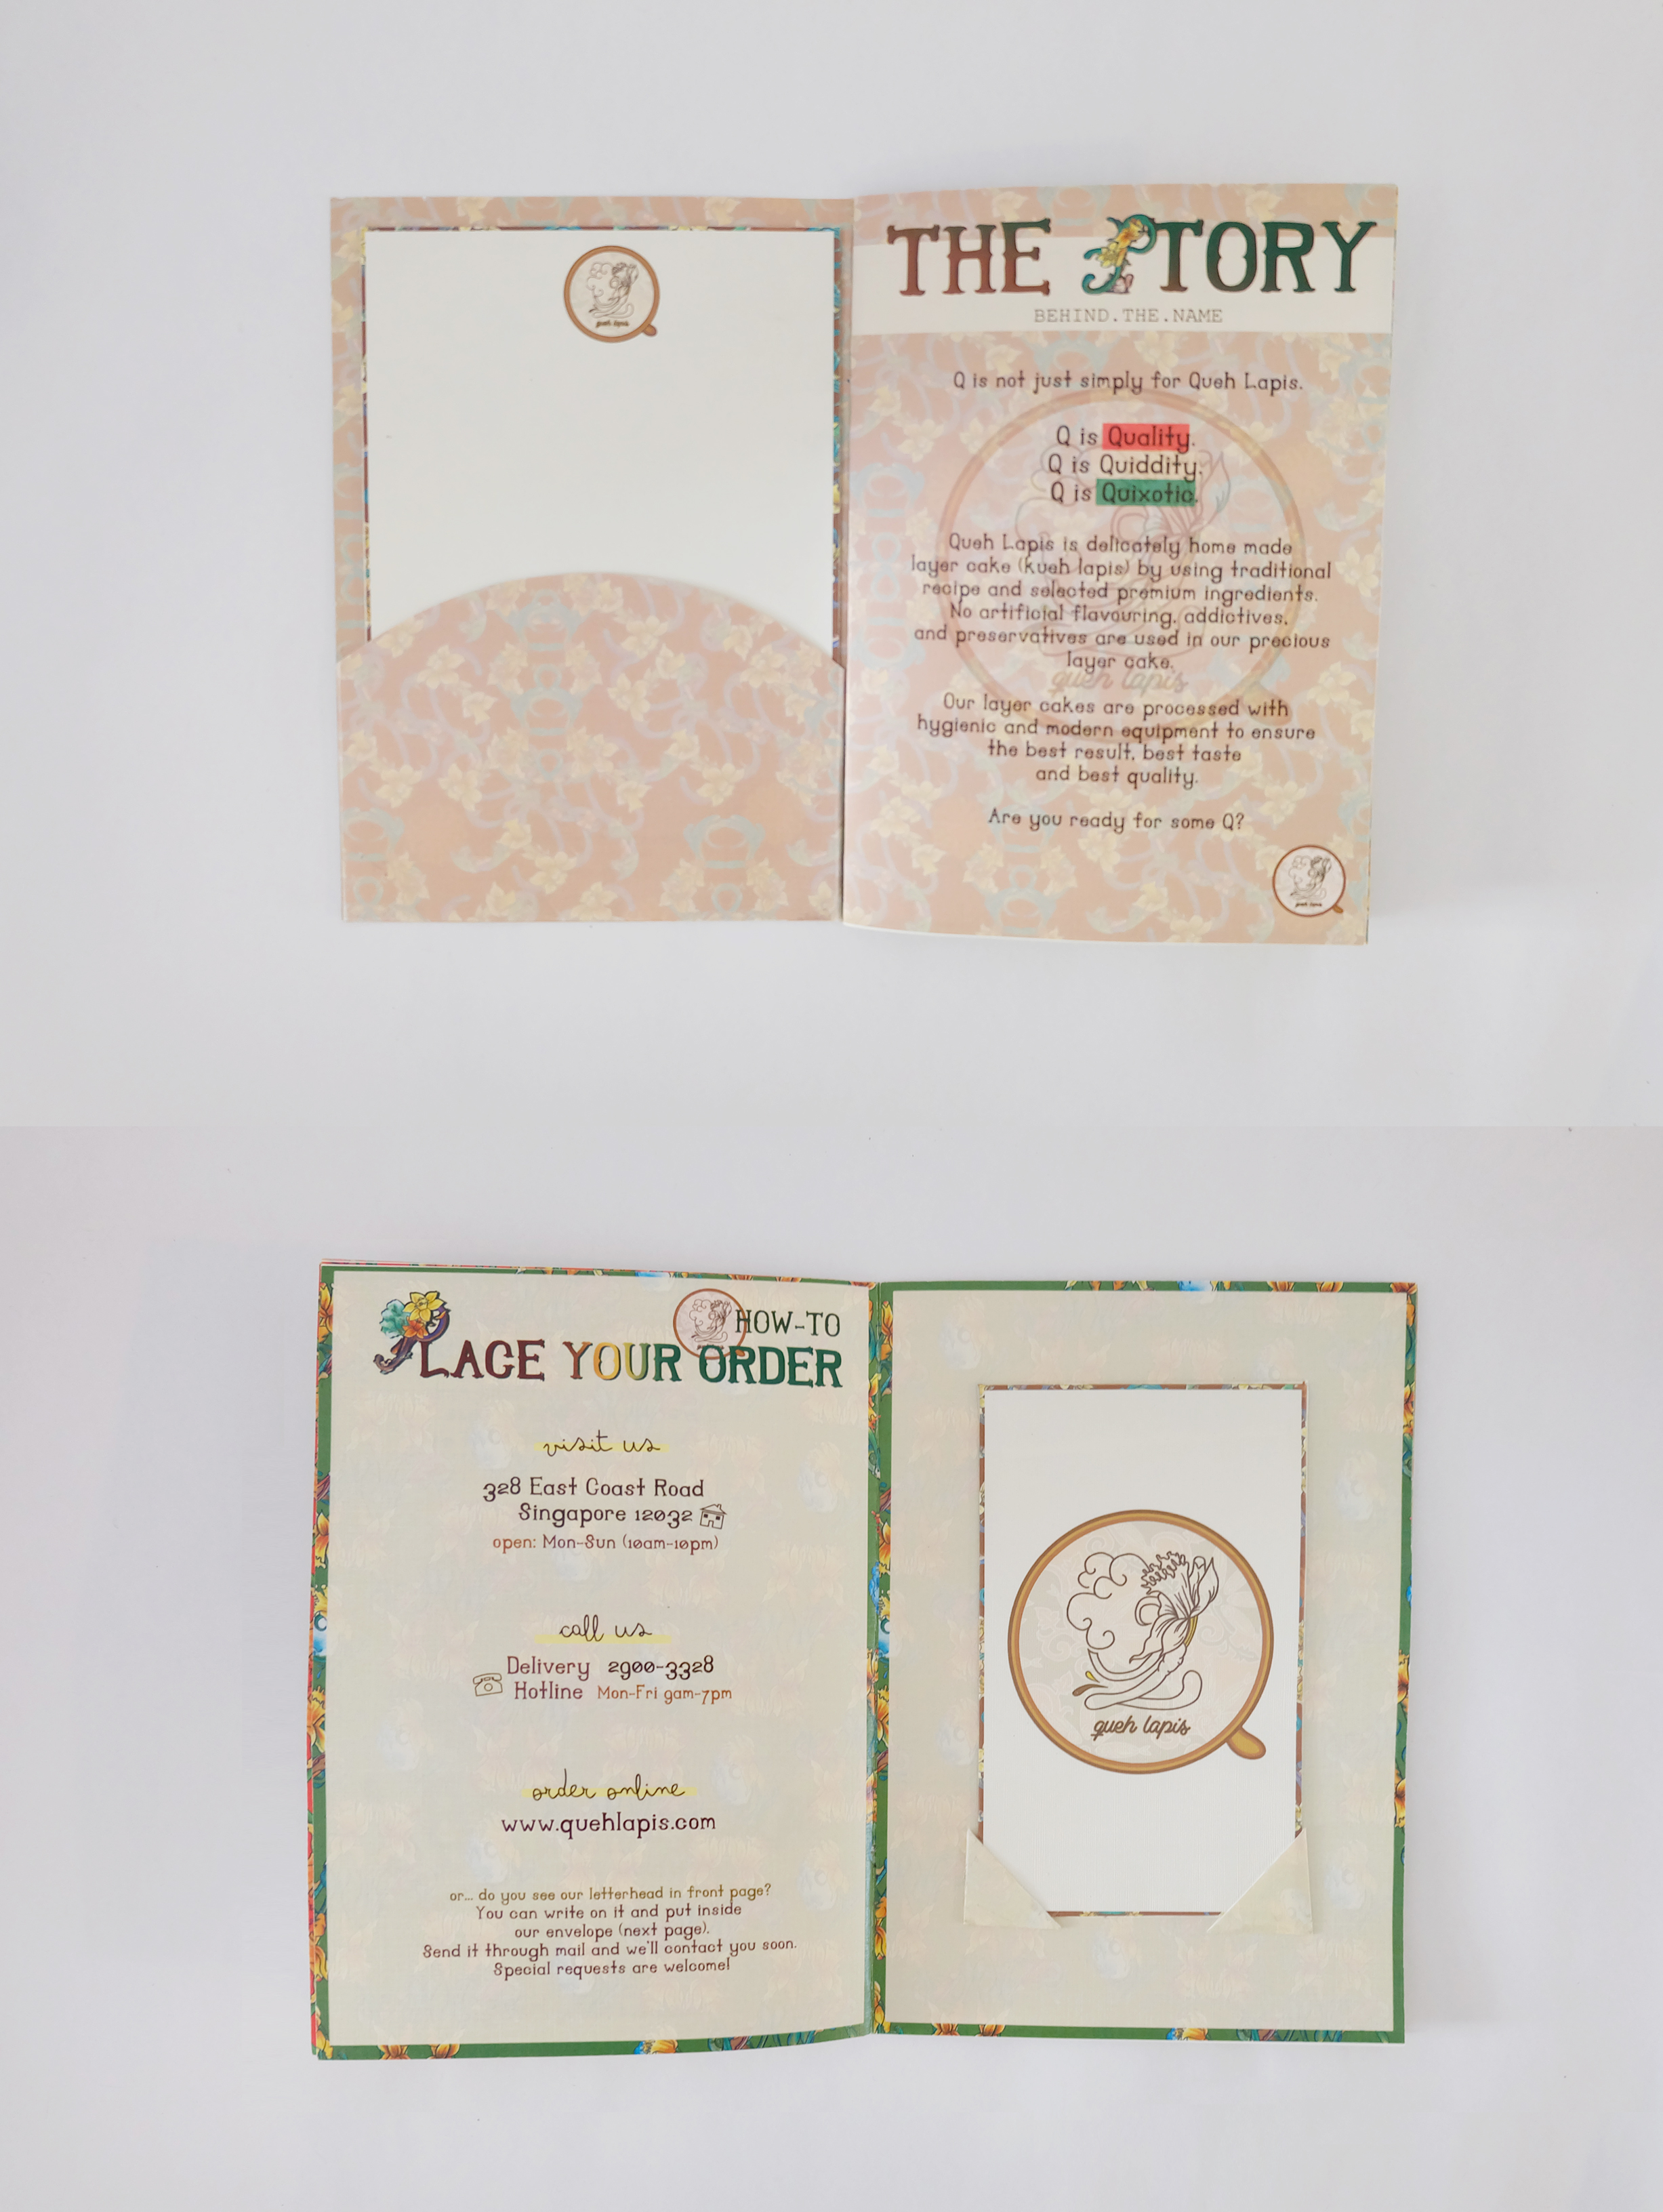 queh lapis
THE STORY
BEHIND.THE.NAME
Q is not just simply for Queh Lapis.
Q is Quality.
Q is Quiddity.
Q is Quixotic.
Queh Lapis is delicately home made
layer cake (kueh lapis) by using traditional
recipe and selected premium ingredients.
No artificial flavouring, addictives,
and preservatives are used in our precious
layer cake.
queh lapis
Our layer cakes are processed with
hygienic and modern equipment to ensure
the best result, best taste
and best quality.
Are you ready for some Q?
queh lapis
HOW-TO
PLACE YOUR ORDER
visit us
328 East Coast Road
Singapore 12032
open: Mon-Sun (10am-10pm)
call us
Delivery 2900-3328
Hotline Mon-Fri 9am-7pm
order online
www.quehlapis.com
or... do you see our letterhead in front page?
You can write on it and put inside
our envelope (next page).
Send it through mail and we'll contact you soon.
Special requests are welcome!
queh lapis